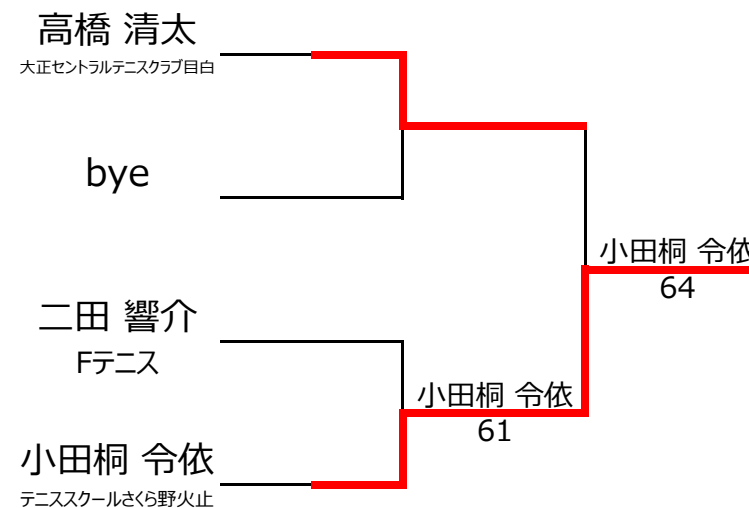 高橋 清太
大正セントラルテニスクラブ目白
bye
小田桐 令依
64
二田 響介
Fテニス
小田桐 令依
61
小田桐 令依
テニススクールさくら野火止